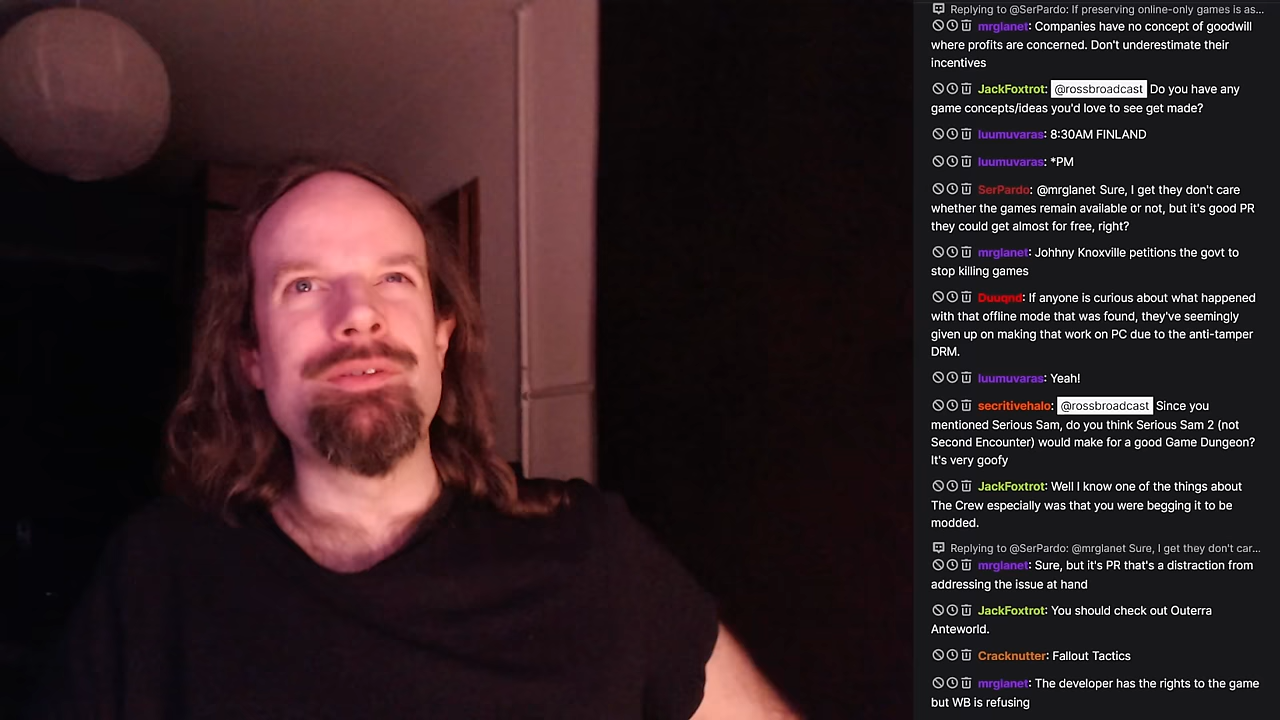 Replying to @SerPardo: If preserving online-only games is as...
mrglanet: Companies have no concept of goodwill
where profits are concerned. Don't underestimate their
incentives
JackFoxtrot: @rossbroadcast Do you have any
game concepts/ideas you'd love to see get made?
luumuvaras: 8:30AM FINLAND
luumuvaras: *PM
SerPardo: @mrglanet Sure, I get they don't care
whether the games remain available or not, but it's good PR
they could get almost for free, right?
mrglanet: Johhny Knoxville petitions the govt to
stop killing games
Duuqnd: If anyone is curious about what happened
with that offline mode that was found, they've seemingly
given up on making that work on PC due to the anti-tamper
DRM.
luumuvaras: Yeah!
secritivehalo: @rossbroadcast Since you
mentioned Serious Sam, do you think Serious Sam 2 (not
Second Encounter) would make for a good Game Dungeon?
It's very goofy
JackFoxtrot: Well I know one of the things about
The Crew especially was that you were begging it to be
modded.
Replying to @SerPardo: @mrglanet Sure, I get they don't car...
mrglanet: Sure, but it's PR that's a distraction from
addressing the issue at hand
JackFoxtrot: You should check out Outerra
Anteworld.
Cracknutter: Fallout Tactics
mrglanet: The developer has the rights to the game
but WB is refusing